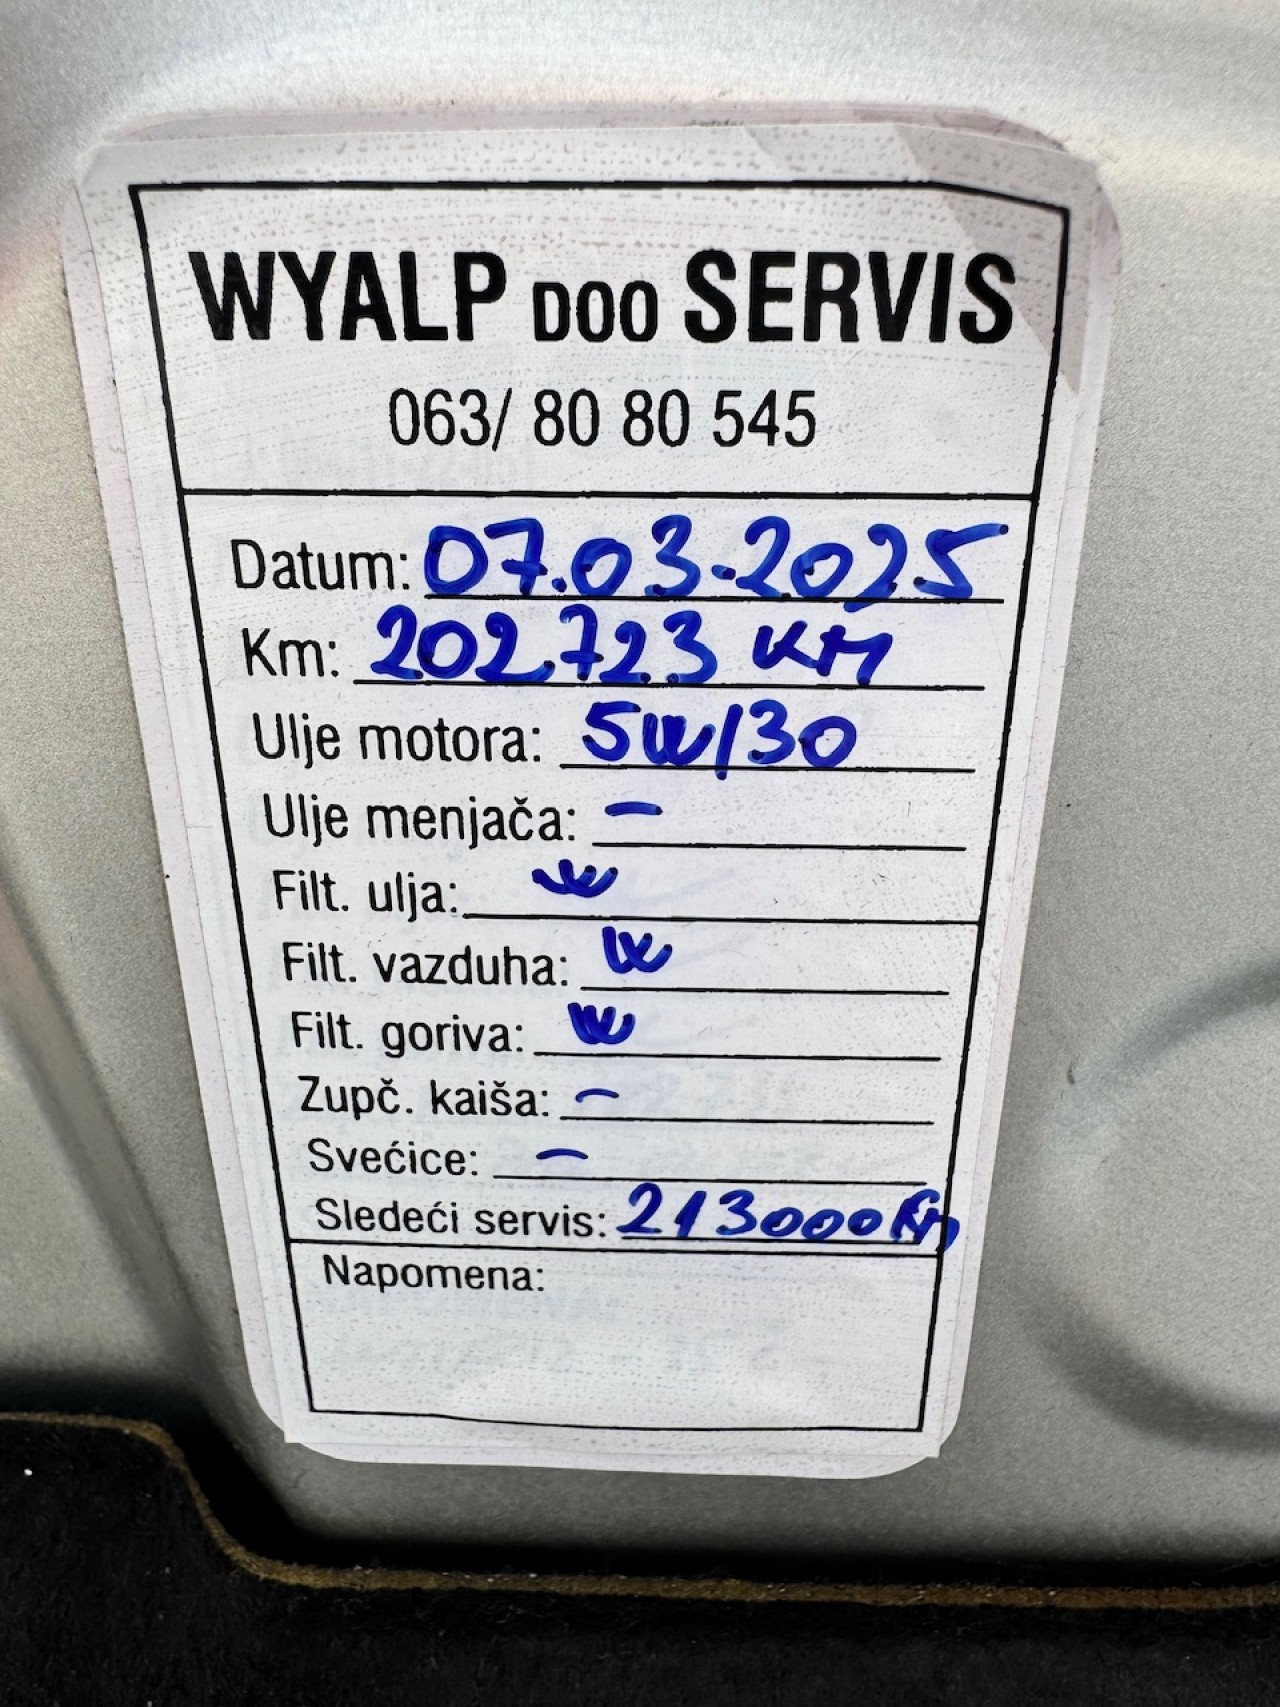 WYALP DOO SERVIS
063/ 80 80 545
Datum: 07.03.2025
Km: 202.723 KM
Ulje motora: 5W/30
Ulje menjača: –
Filt. ulja:
Filt. vazduha:
Filt. goriva:
Zupč. kaiša: –
Svećice: –
Sledeći servis: 213000 Km
Napomena: